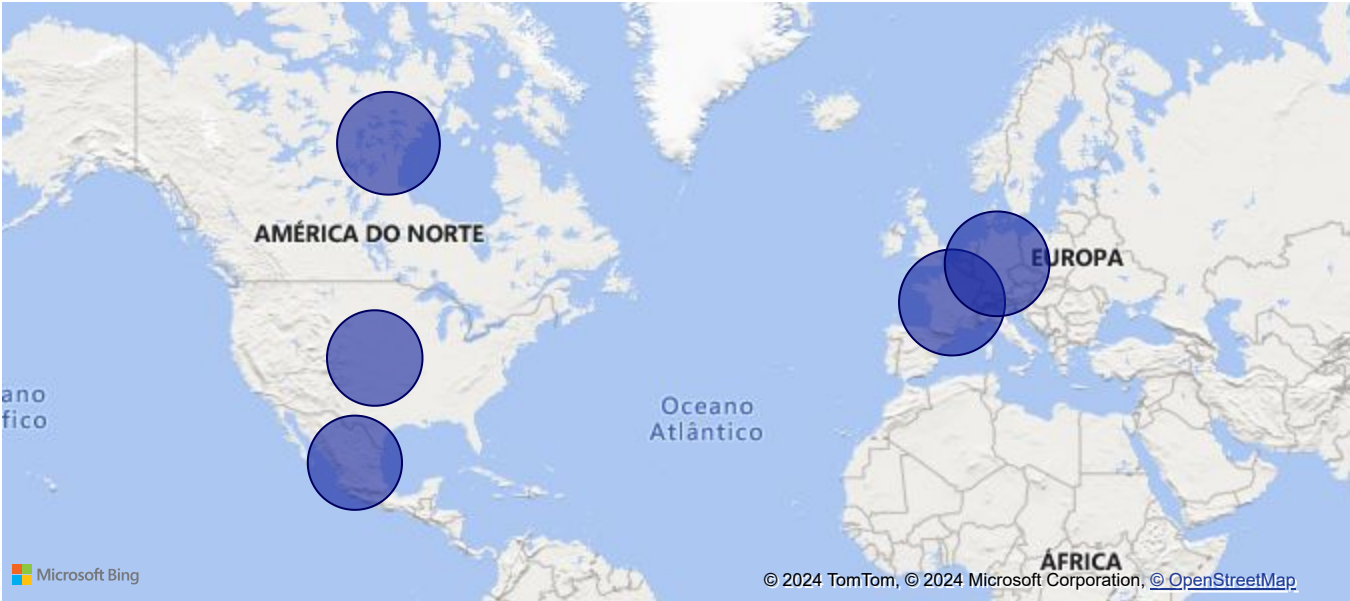 AMÉRICA DO NORTE
EUROPA
ano
fico
Oceano
Atlântico
ÁFRICA
Microsoft Bing
© 2024 TomTom, © 2024 Microsoft Corporation, © OpenStreetMap